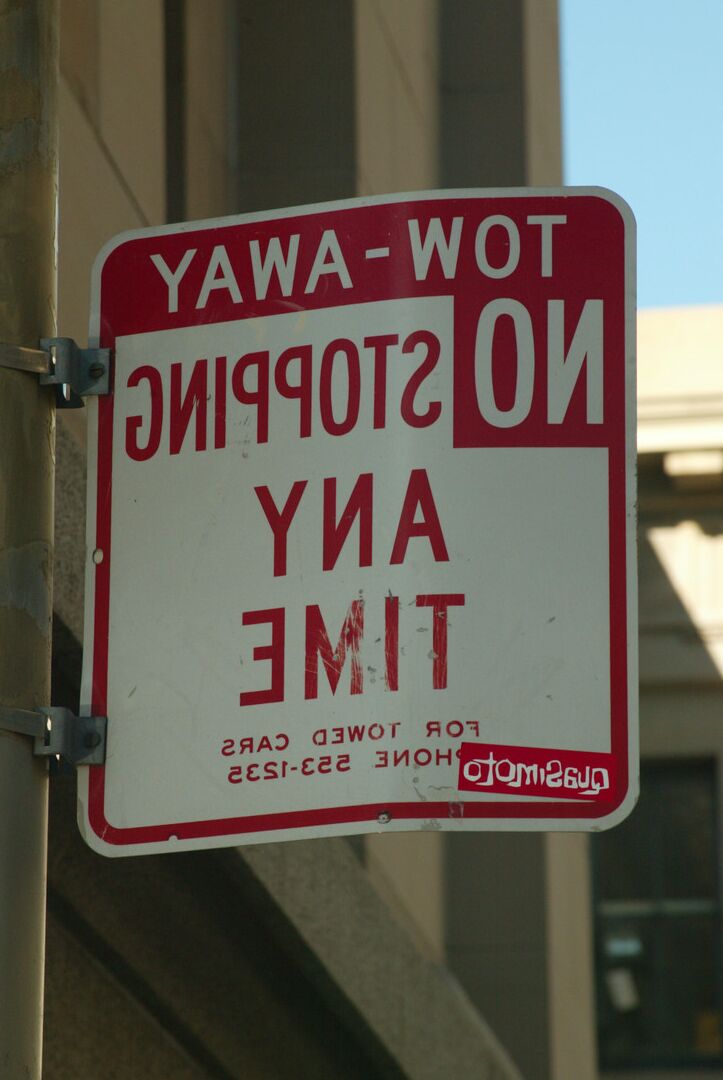 TOW-AWAY
NO STOPPING
ANY
TIME
FOR TOWED CARS
PHONE 553-1235
QUASIMOTO